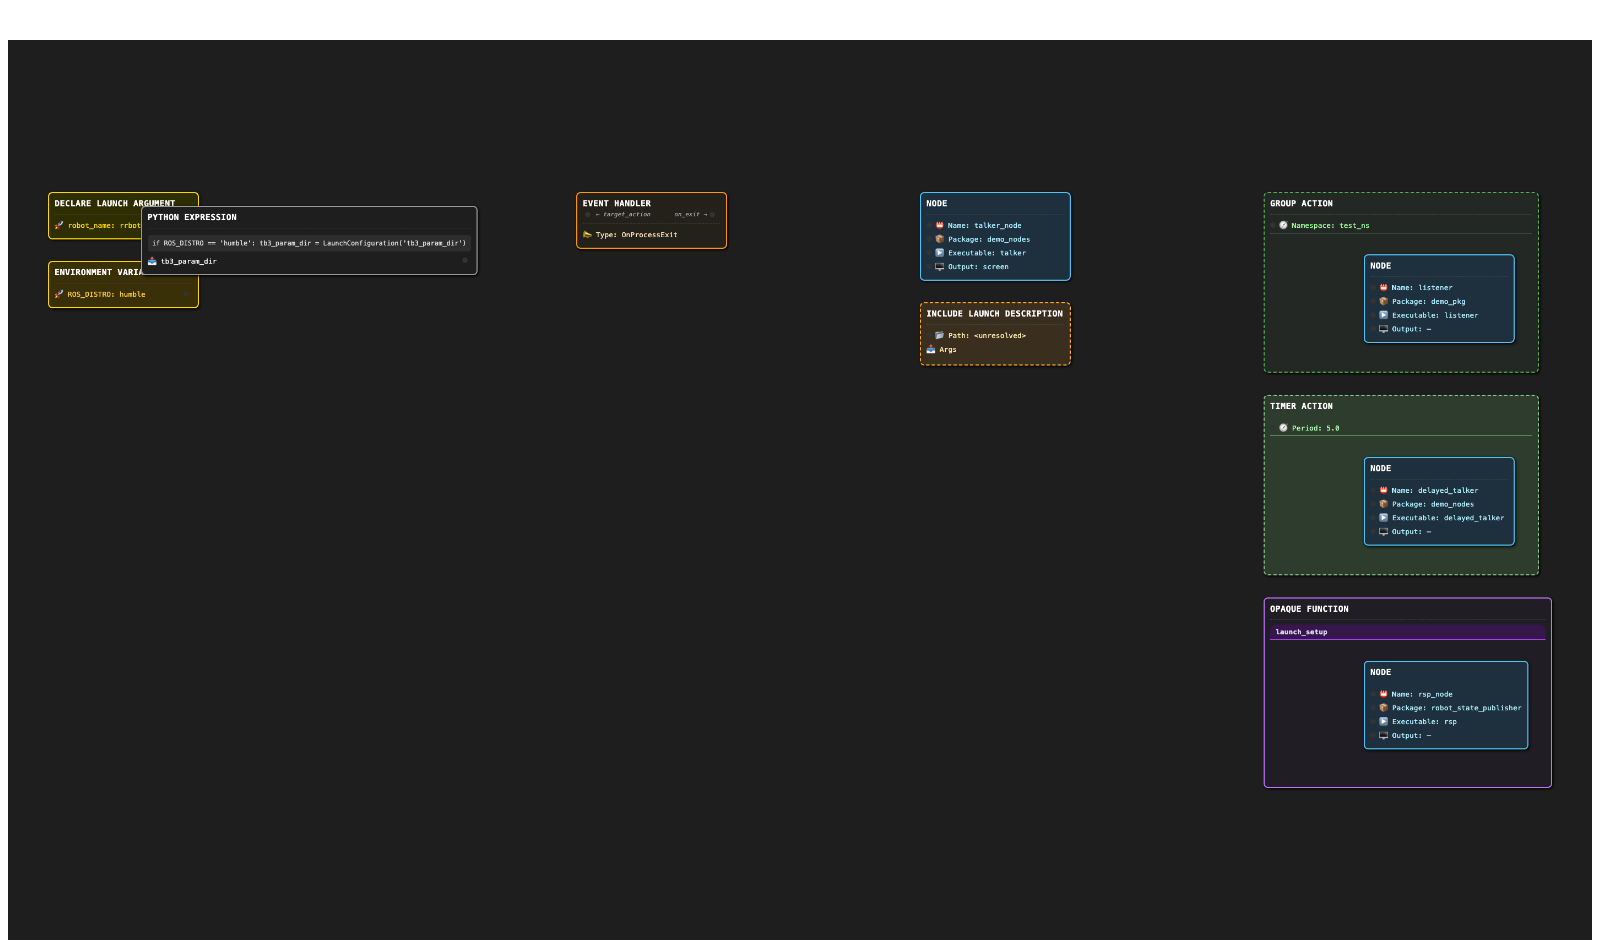 DECLARE LAUNCH ARGUMENT
robot_name: rrbot
PYTHON EXPRESSION
if ROS_DISTRO == 'humble': tb3_param_dir = LaunchConfiguration('tb3_param_dir')
tb3_param_dir
ENVIRONMENT VARIA
ROS_DISTRO: humble
EVENT HANDLER
← target_action on_exit →
Type: OnProcessExit
NODE
Name: talker_node
Package: demo_nodes
Executable: talker
Output: screen
INCLUDE LAUNCH DESCRIPTION
Path: <unresolved>
Args
GROUP ACTION
Namespace: test_ns
NODE
Name: listener
Package: demo_pkg
Executable: listener
Output: —
TIMER ACTION
Period: 5.0
NODE
Name: delayed_talker
Package: demo_nodes
Executable: delayed_talker
Output: —
OPAQUE FUNCTION
launch_setup
NODE
Name: rsp_node
Package: robot_state_publisher
Executable: rsp
Output: —